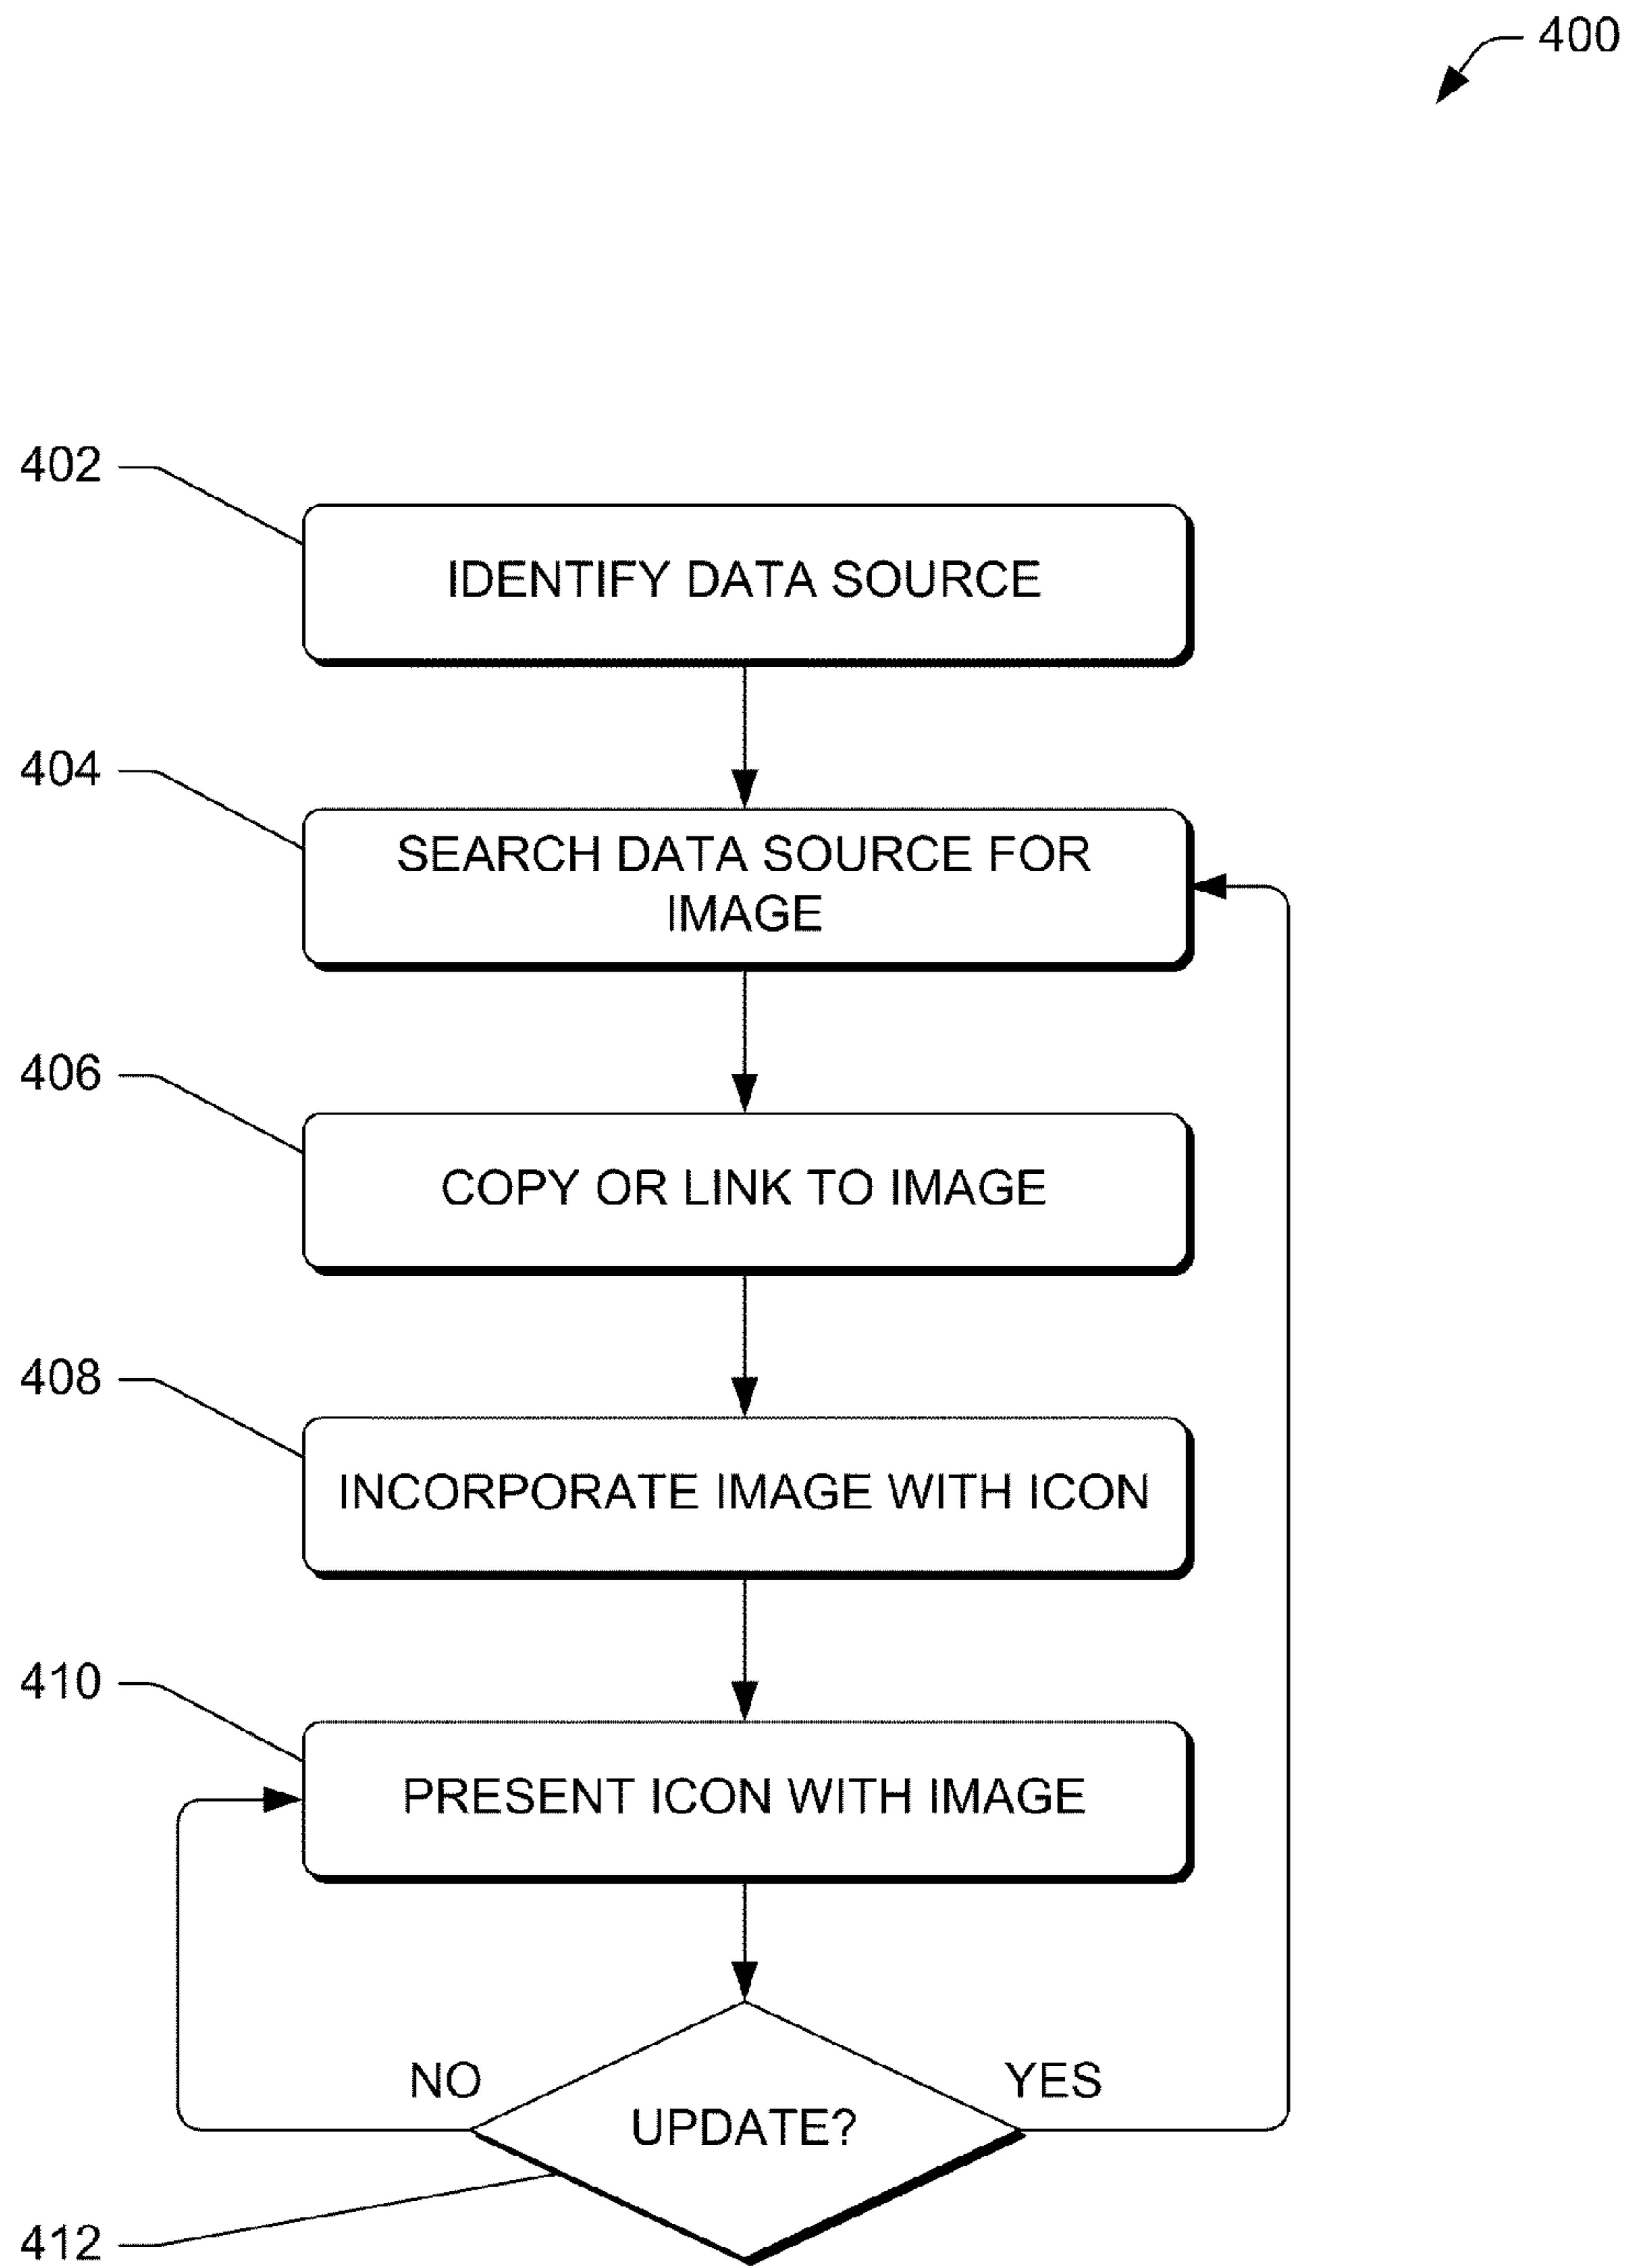 400
402
IDENTIFY DATA SOURCE
404
SEARCH DATA SOURCE FOR
IMAGE
406
COPY OR LINK TO IMAGE
408
INCORPORATE IMAGE WITH ICON
410
PRESENT ICON WITH IMAGE
NO
YES
UPDATE?
412